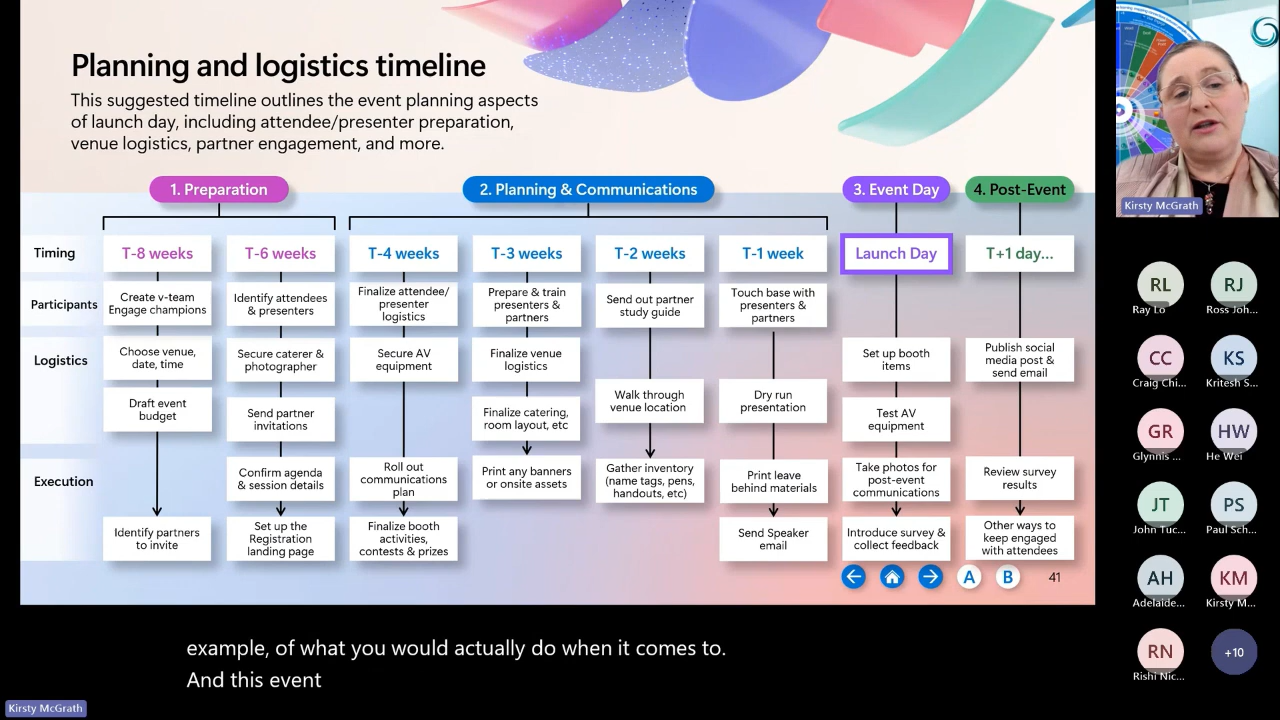 Planning and logistics timeline
This suggested timeline outlines the event planning aspects
of launch day, including attendee/presenter preparation,
venue logistics, partner engagement, and more.
1. Preparation
2. Planning & Communications
3. Event Day
4. Post-Event
Timing
T-8 weeks
T-6 weeks
T-4 weeks
T-3 weeks
T-2 weeks
T-1 week
Launch Day
T+1 day...
Participants
Create v-team
Engage champions
Identify attendees
& presenters
Finalize attendee/
presenter
logistics
Prepare & train
presenters &
partners
Send out partner
study guide
Touch base with
presenters &
partners
Logistics
Choose venue,
date, time
Secure caterer &
photographer
Secure AV
equipment
Finalize venue
logistics
Set up booth
items
Publish social
media post &
send email
Draft event
budget
Send partner
invitations
Finalize catering,
room layout, etc
Walk through
venue location
Dry run
presentation
Test AV
equipment
Execution
Confirm agenda
& session details
Roll out
communications
plan
Print any banners
or onsite assets
Gather inventory
(name tags, pens,
handouts, etc)
Print leave
behind materials
Take photos for
post-event
communications
Review survey
results
Identify partners
to invite
Set up the
Registration
landing page
Finalize booth
activities,
contests & prizes
Send Speaker
email
Introduce survey &
collect feedback
Other ways to
keep engaged
with attendees
A
B
41
example, of what you would actually do when it comes to.
And this event
Kirsty McGrath
Kirsty McGrath
RL
Ray Lo
RJ
Ross Joh...
CC
Craig Chi...
KS
Kritesh S...
GR
Glynnis ...
HW
He Wei
JT
John Tuc...
PS
Paul Sch...
AH
Adelaide...
KM
Kirsty M...
RN
Rishi Nic...
+10